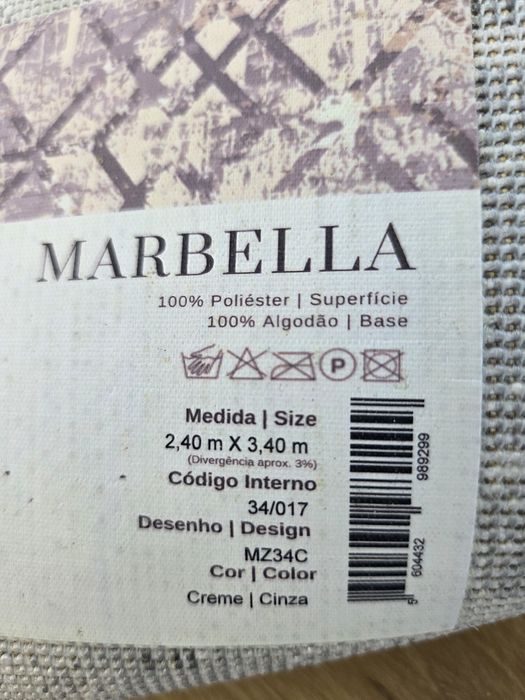 MARBELLA
100% Poliéster | Superfície
100% Algodão | Base
P
Medida | Size
2,40 m X 3,40 m
(Divergência aprox. 3%)
Código Interno
34/017
Desenho | Design
MZ34C
Cor | Color
Creme | Cinza
5 604432 989299